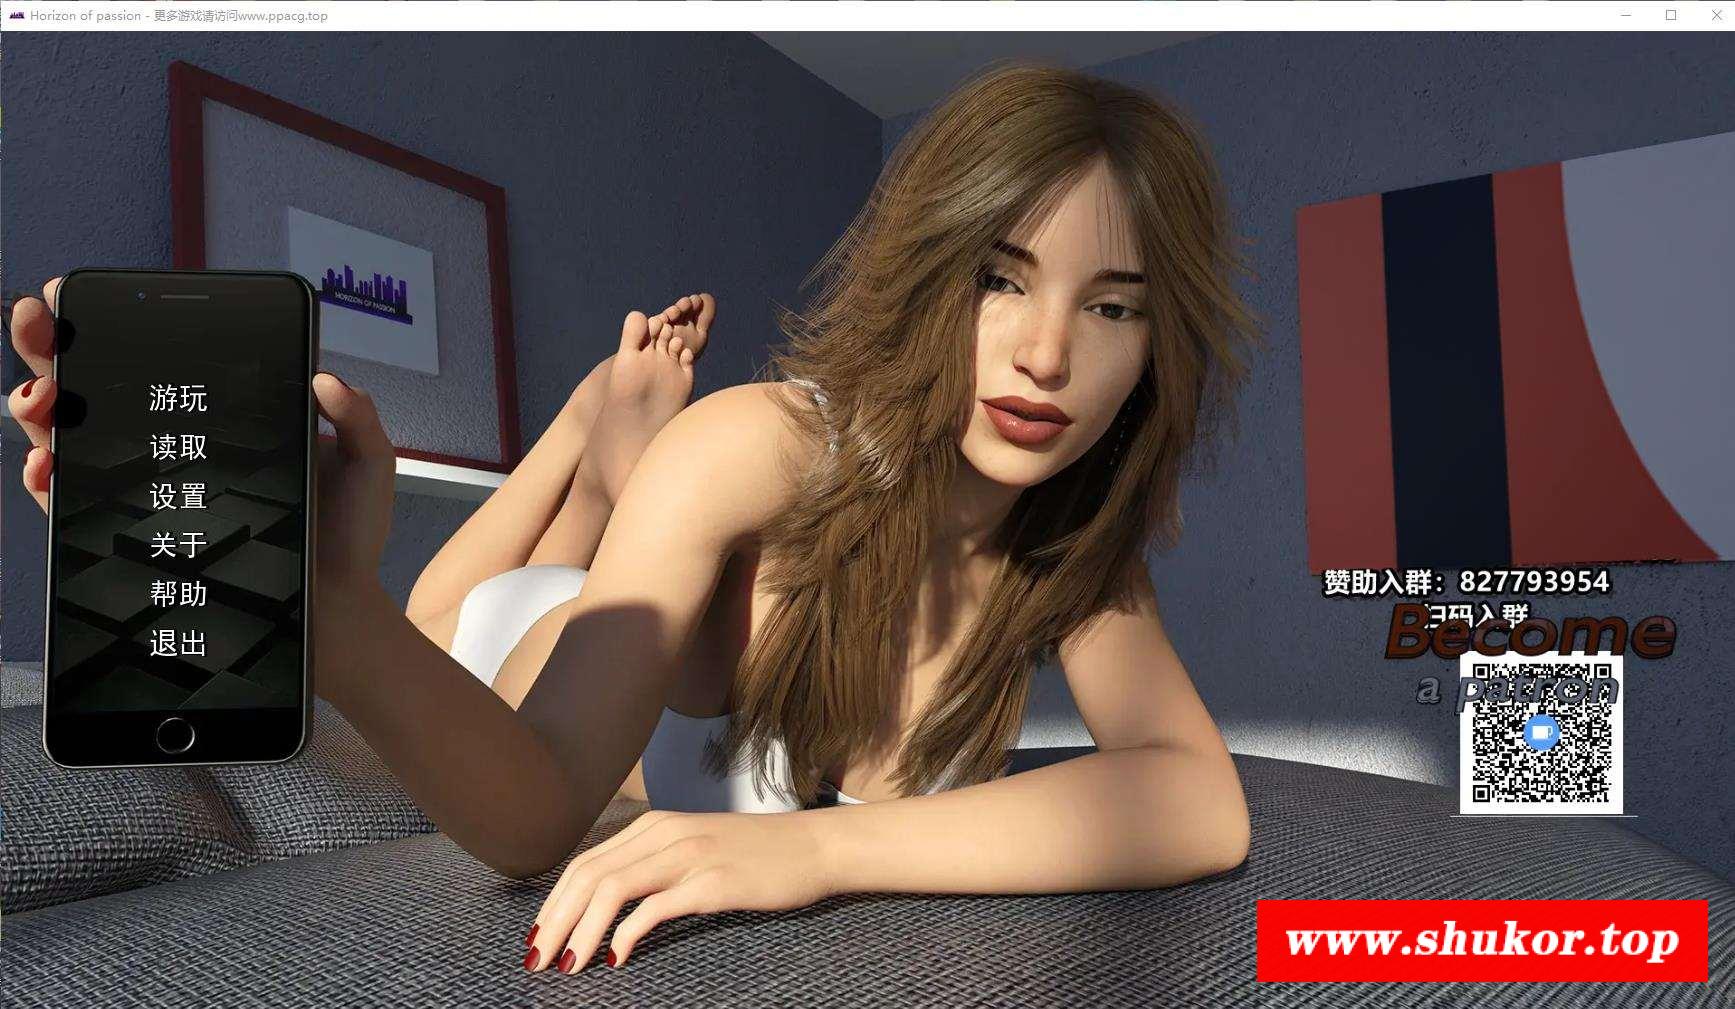 Horizon of passion - 更多游戏请访问www.ppacg.top
HORIZON OF PASSION
游玩
读取
设置
关于
帮助
退出
赞助入群：827793954
扫码入群
Become
a patron
www.shukor.top